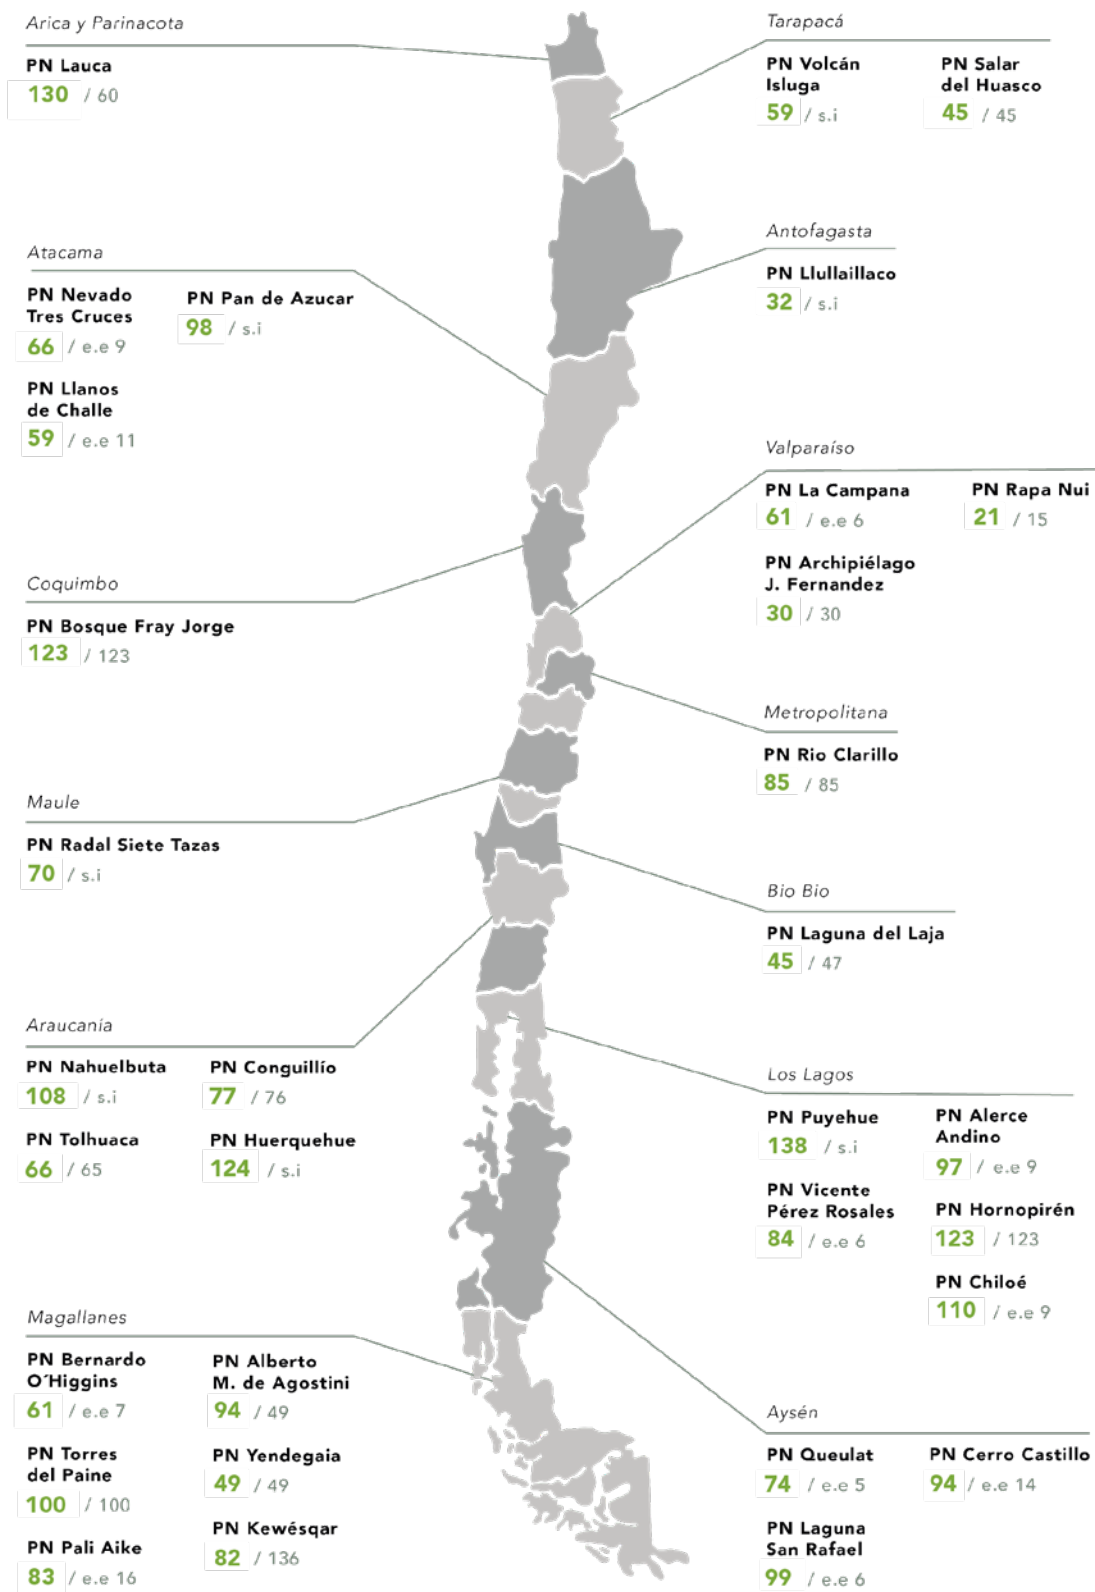 Arica y Parinacota
PN Lauca
130 / 60
Tarapacá
PN Volcán
Isluga
59 / s.i
PN Salar
del Huasco
45 / 45
Antofagasta
PN Llullaillaco
32 / s.i
Atacama
PN Nevado
Tres Cruces
66 / e.e 9
PN Pan de Azucar
98 / s.i
PN Llanos
de Challe
59 / e.e 11
Valparaíso
PN La Campana
61 / e.e 6
PN Rapa Nui
21 / 15
PN Archipiélago
J. Fernandez
30 / 30
Coquimbo
PN Bosque Fray Jorge
123 / 123
Metropolitana
PN Rio Clarillo
85 / 85
Maule
PN Radal Siete Tazas
70 / s.i
Bio Bio
PN Laguna del Laja
45 / 47
Araucanía
PN Nahuelbuta
108 / s.i
PN Conguillío
77 / 76
PN Tolhuaca
66 / 65
PN Huerquehue
124 / s.i
Los Lagos
PN Puyehue
138 / s.i
PN Alerce
Andino
97 / e.e 9
PN Vicente
Pérez Rosales
84 / e.e 6
PN Hornopirén
123 / 123
PN Chiloé
110 / e.e 9
Magallanes
PN Bernardo
O´Higgins
61 / e.e 7
PN Alberto
M. de Agostini
94 / 49
PN Torres
del Paine
100 / 100
PN Yendegaia
49 / 49
PN Pali Aike
83 / e.e 16
PN Kewésqar
82 / 136
Aysén
PN Queulat
74 / e.e 5
PN Cerro Castillo
94 / e.e 14
PN Laguna
San Rafael
99 / e.e 6